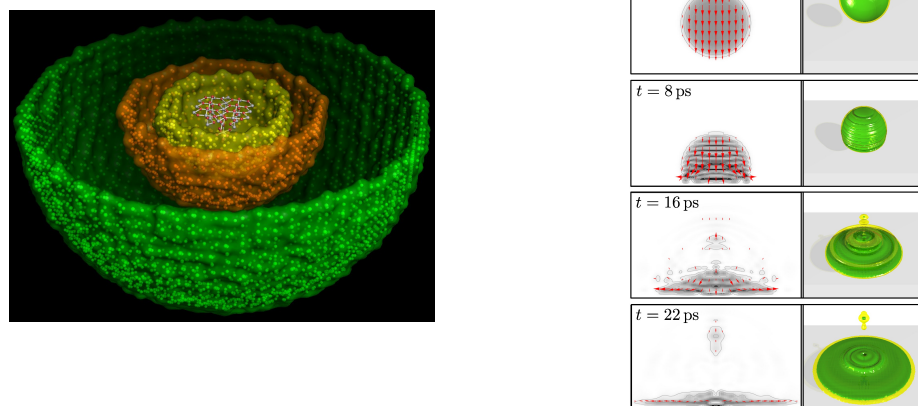 t = 8 ps
t = 16 ps
t = 22 ps